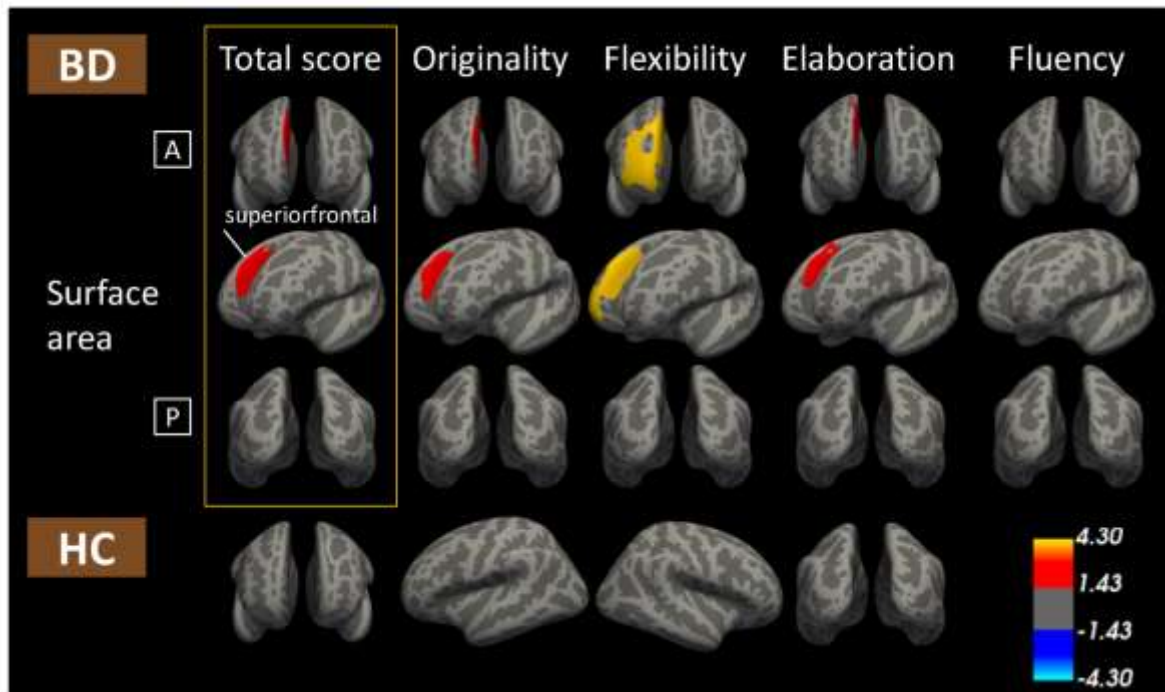 BD
Total score
Originality
Flexibility
Elaboration
Fluency
A
superiorfrontal
Surface
area
P
HC
4.30
1.43
-1.43
-4.30